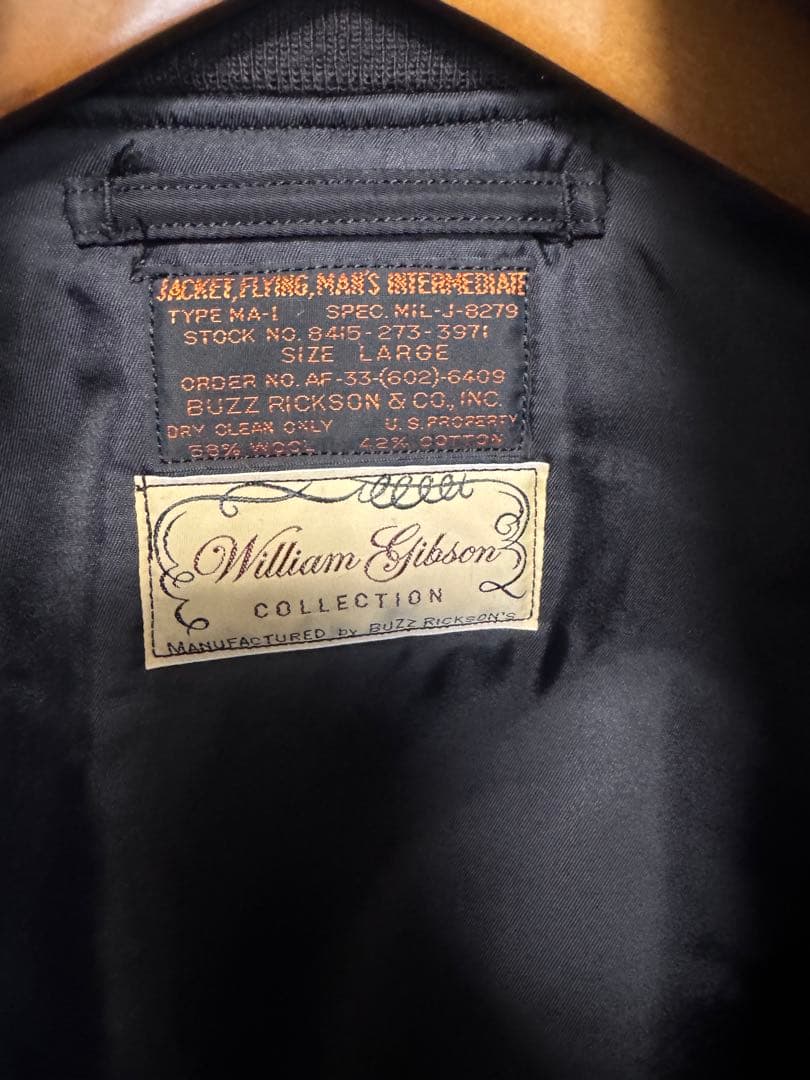 JACKET, FLYING, MAN'S INTERMEDIATE
TYPE MA-1 SPEC. MIL-J-8279
STOCK NO. 8415-273-3971
SIZE LARGE
ORDER NO. AF-33-(602)-6409
BUZZ RICKSON & CO., INC.
DRY CLEAN ONLY U.S. PROPERTY
58% WOOL 42% COTTON
William Gibson
COLLECTION
MANUFACTURED by BUZZ RICKSON'S